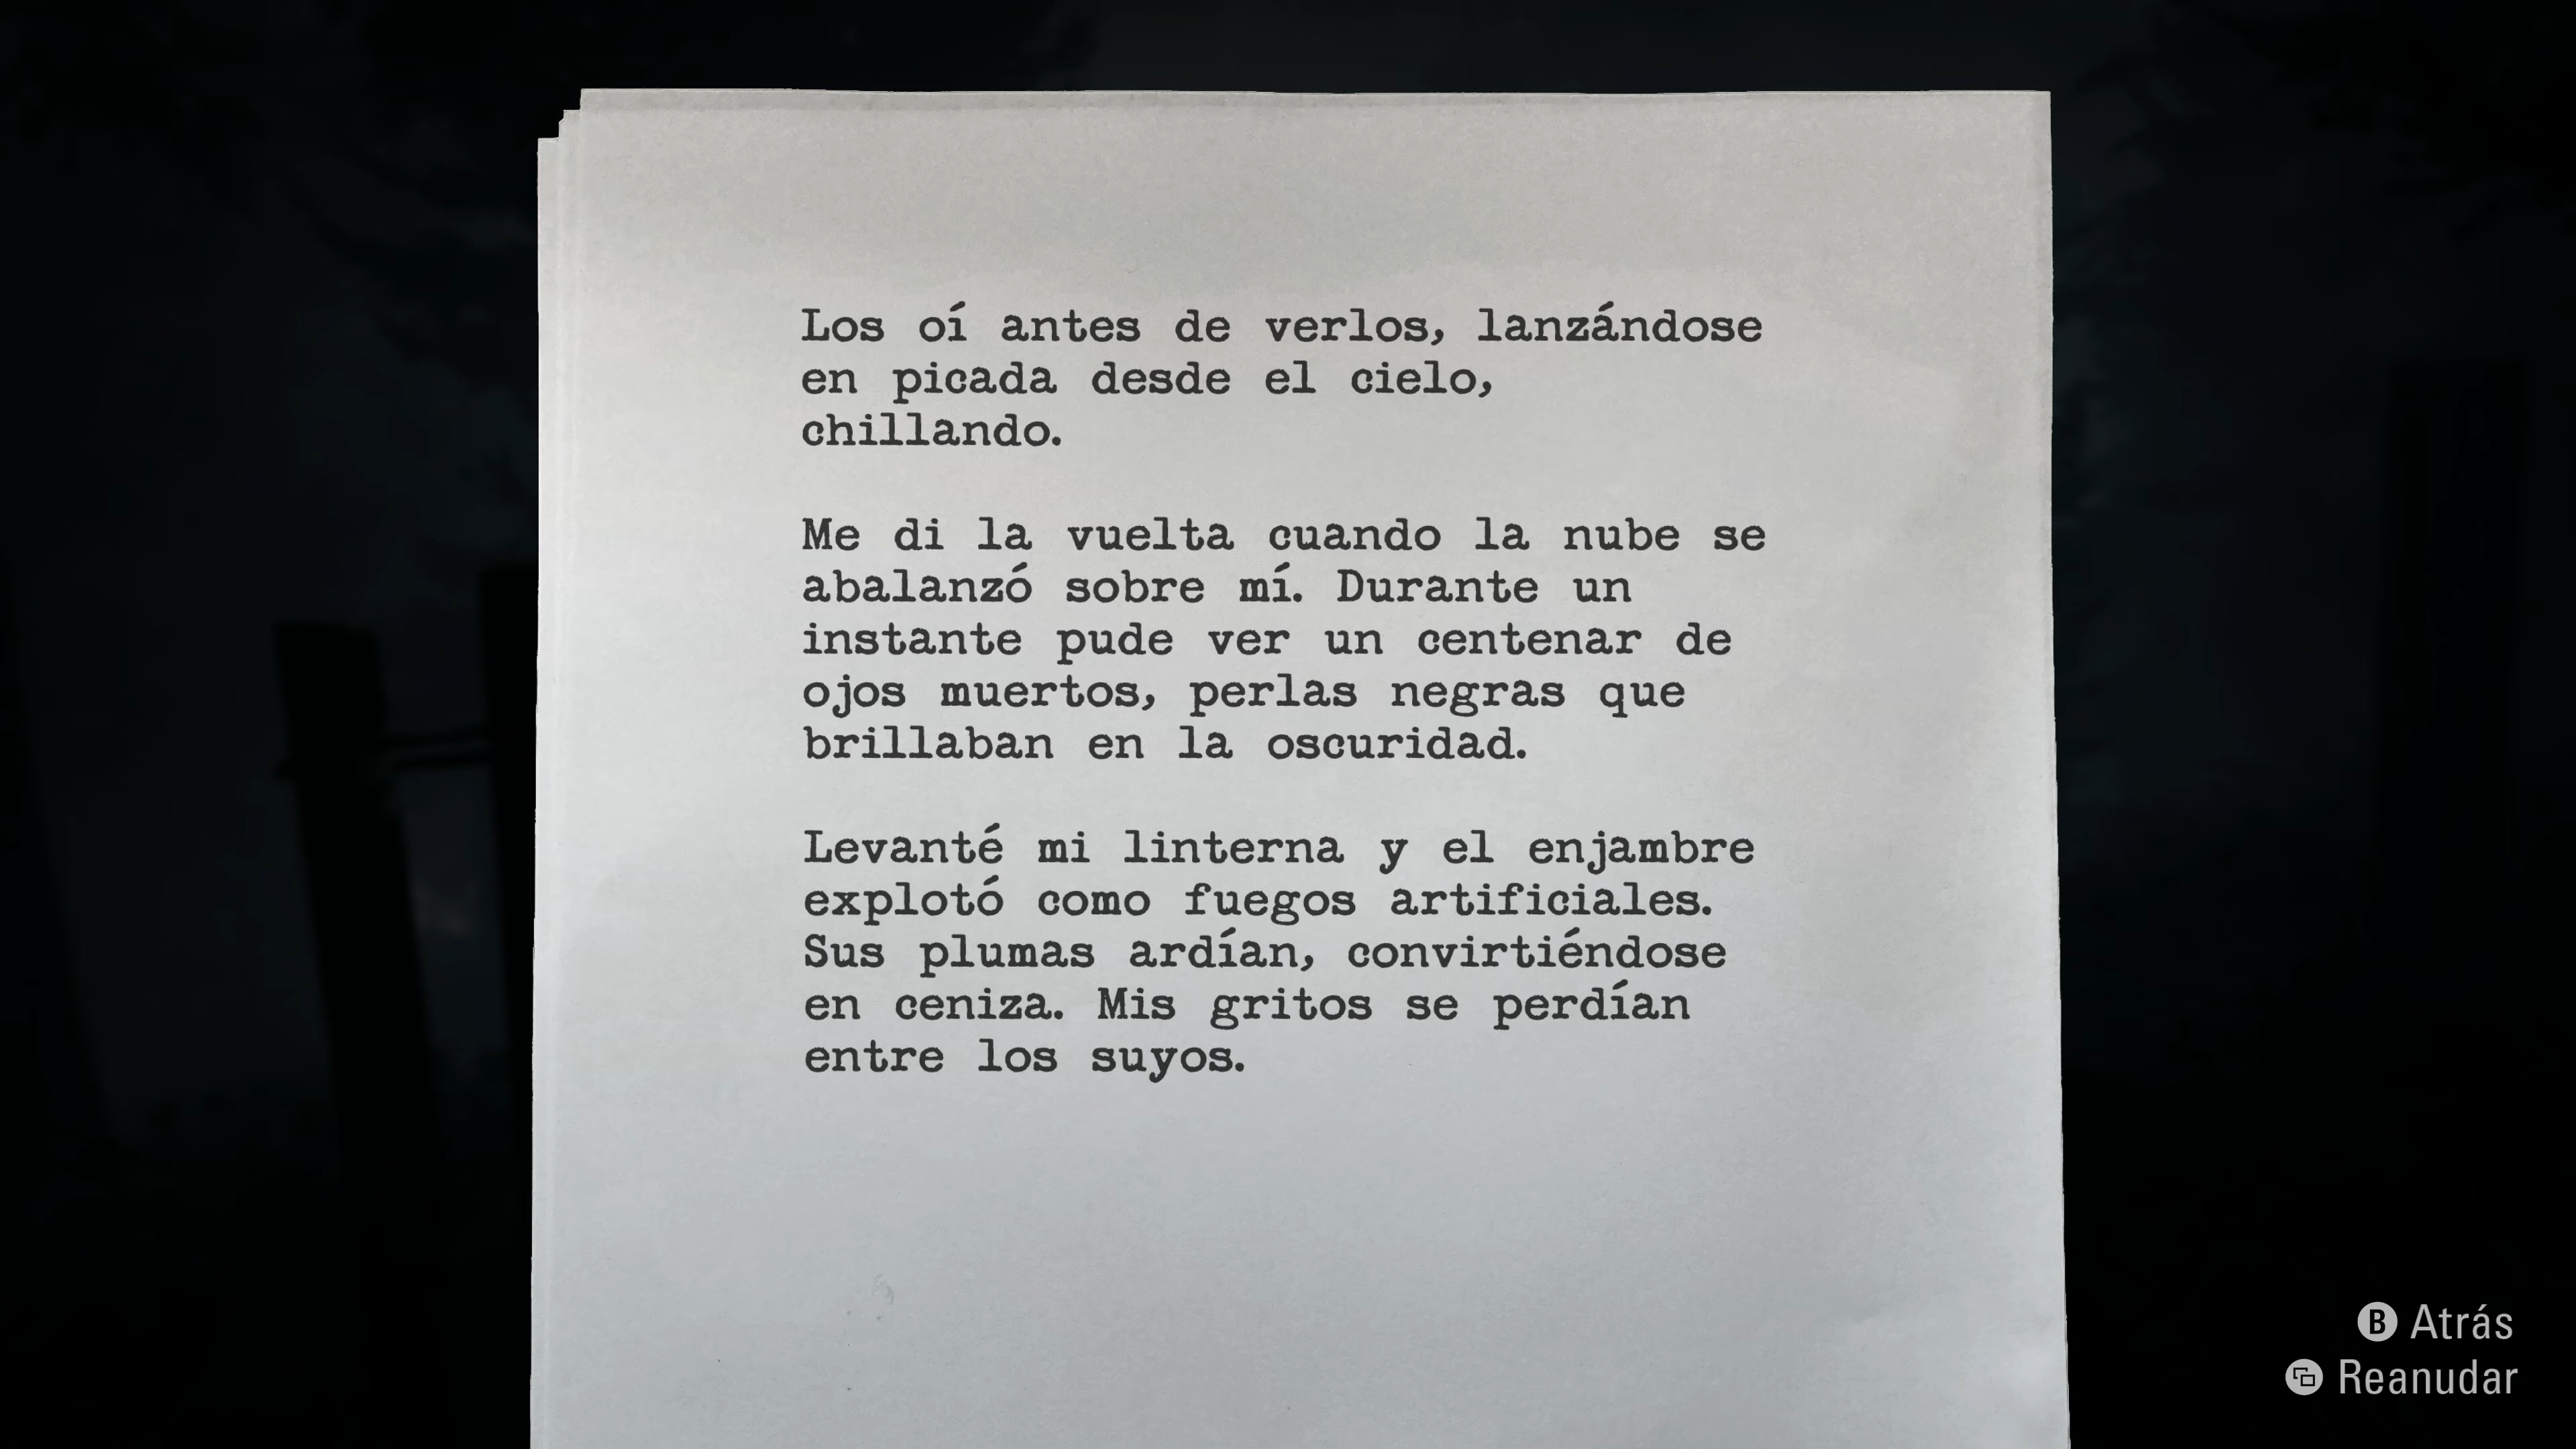 Los oí antes de verlos, lanzándose
en picada desde el cielo,
chillando.
Me di la vuelta cuando la nube se
abalanzó sobre mí. Durante un
instante pude ver un centenar de
ojos muertos, perlas negras que
brillaban en la oscuridad.
Levanté mi linterna y el enjambre
explotó como fuegos artificiales.
Sus plumas ardían, convirtiéndose
en ceniza. Mis gritos se perdían
entre los suyos.
B Atrás
Reanudar